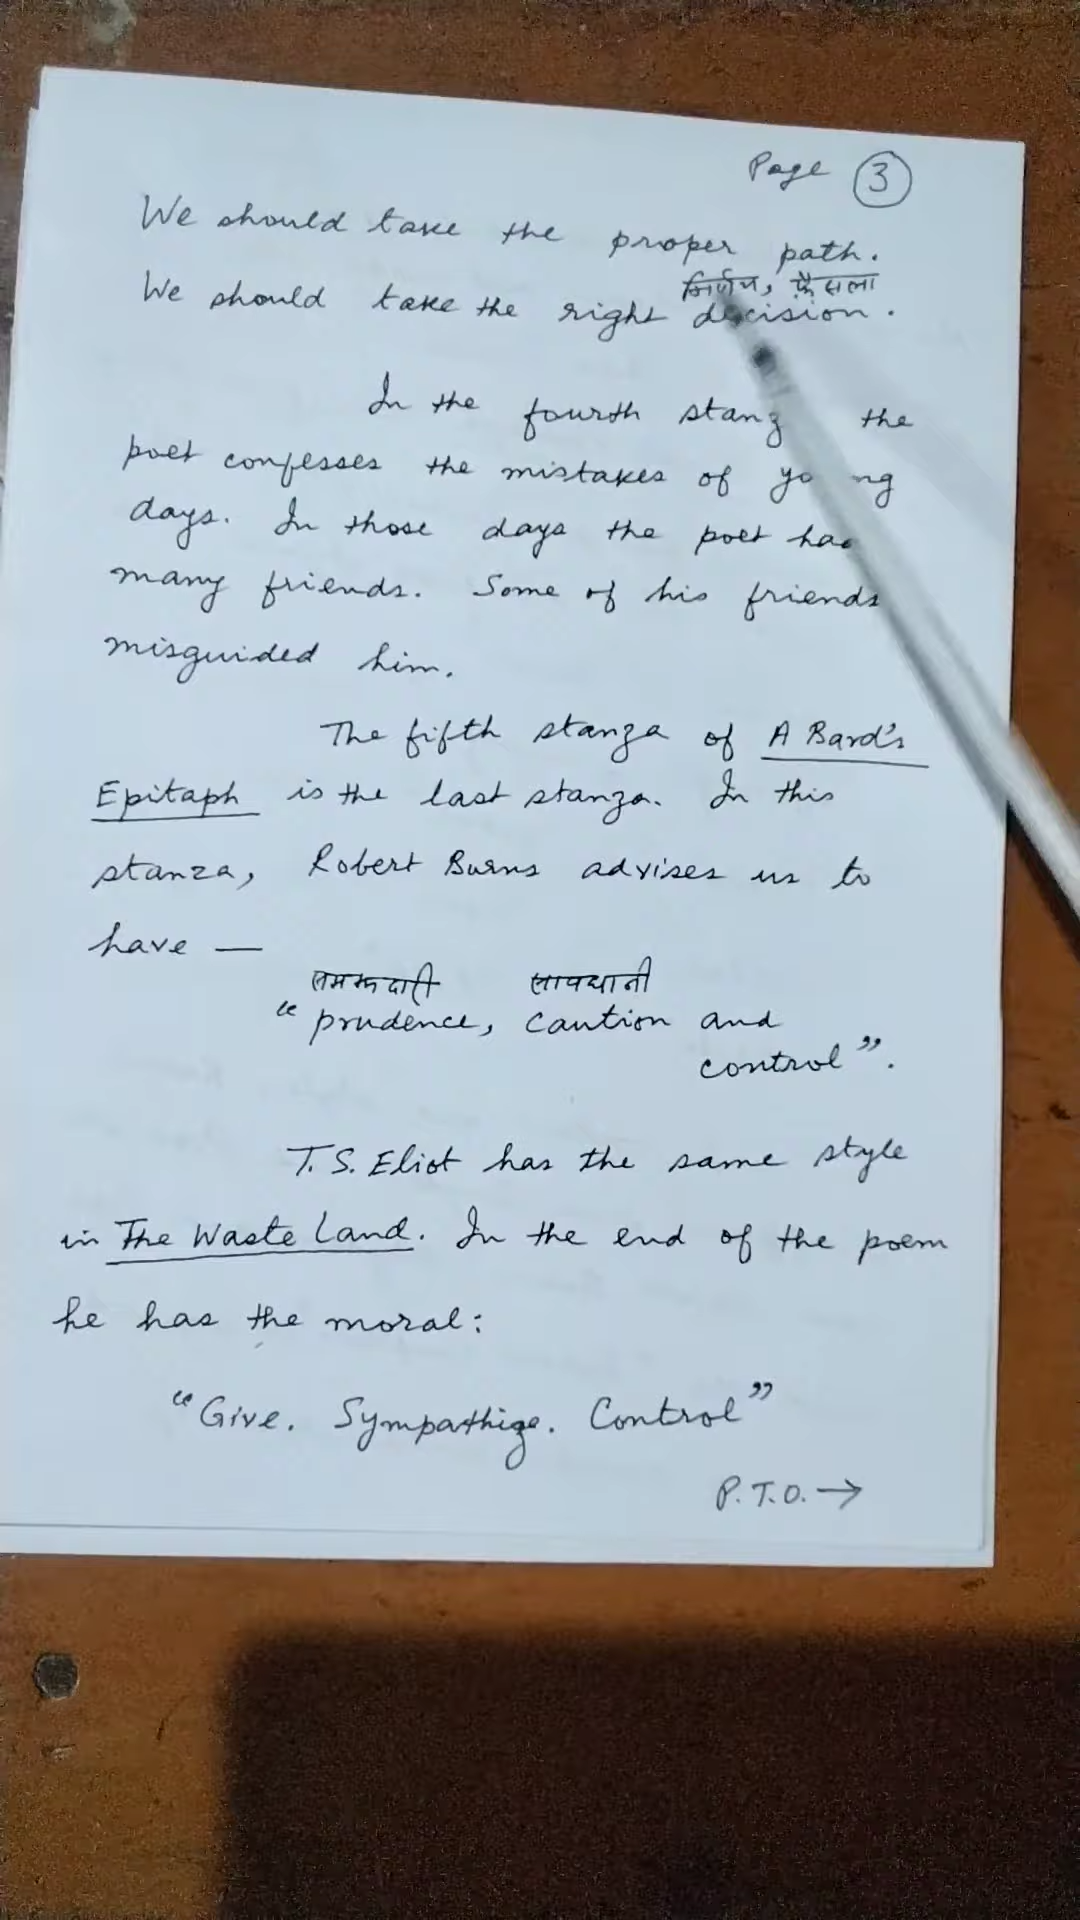 Page 3
We should take the proper path.
निर्णय, फैसला
We should take the right decision.
In the fourth stanz the
poet confesses the mistakes of yo ng
days. In those days the poet had
many friends. Some of his friends
misguided him.
The fifth stanza of A Bard's
Epitaph is the last stanza. In this
stanza, Robert Burns advises us to
have —
समझदारी सावधानी
"prudence, caution and
control".
T. S. Eliot has the same style
in The Waste Land. In the end of the poem
he has the moral:
"Give. Sympathize. Control"
P.T.O. →